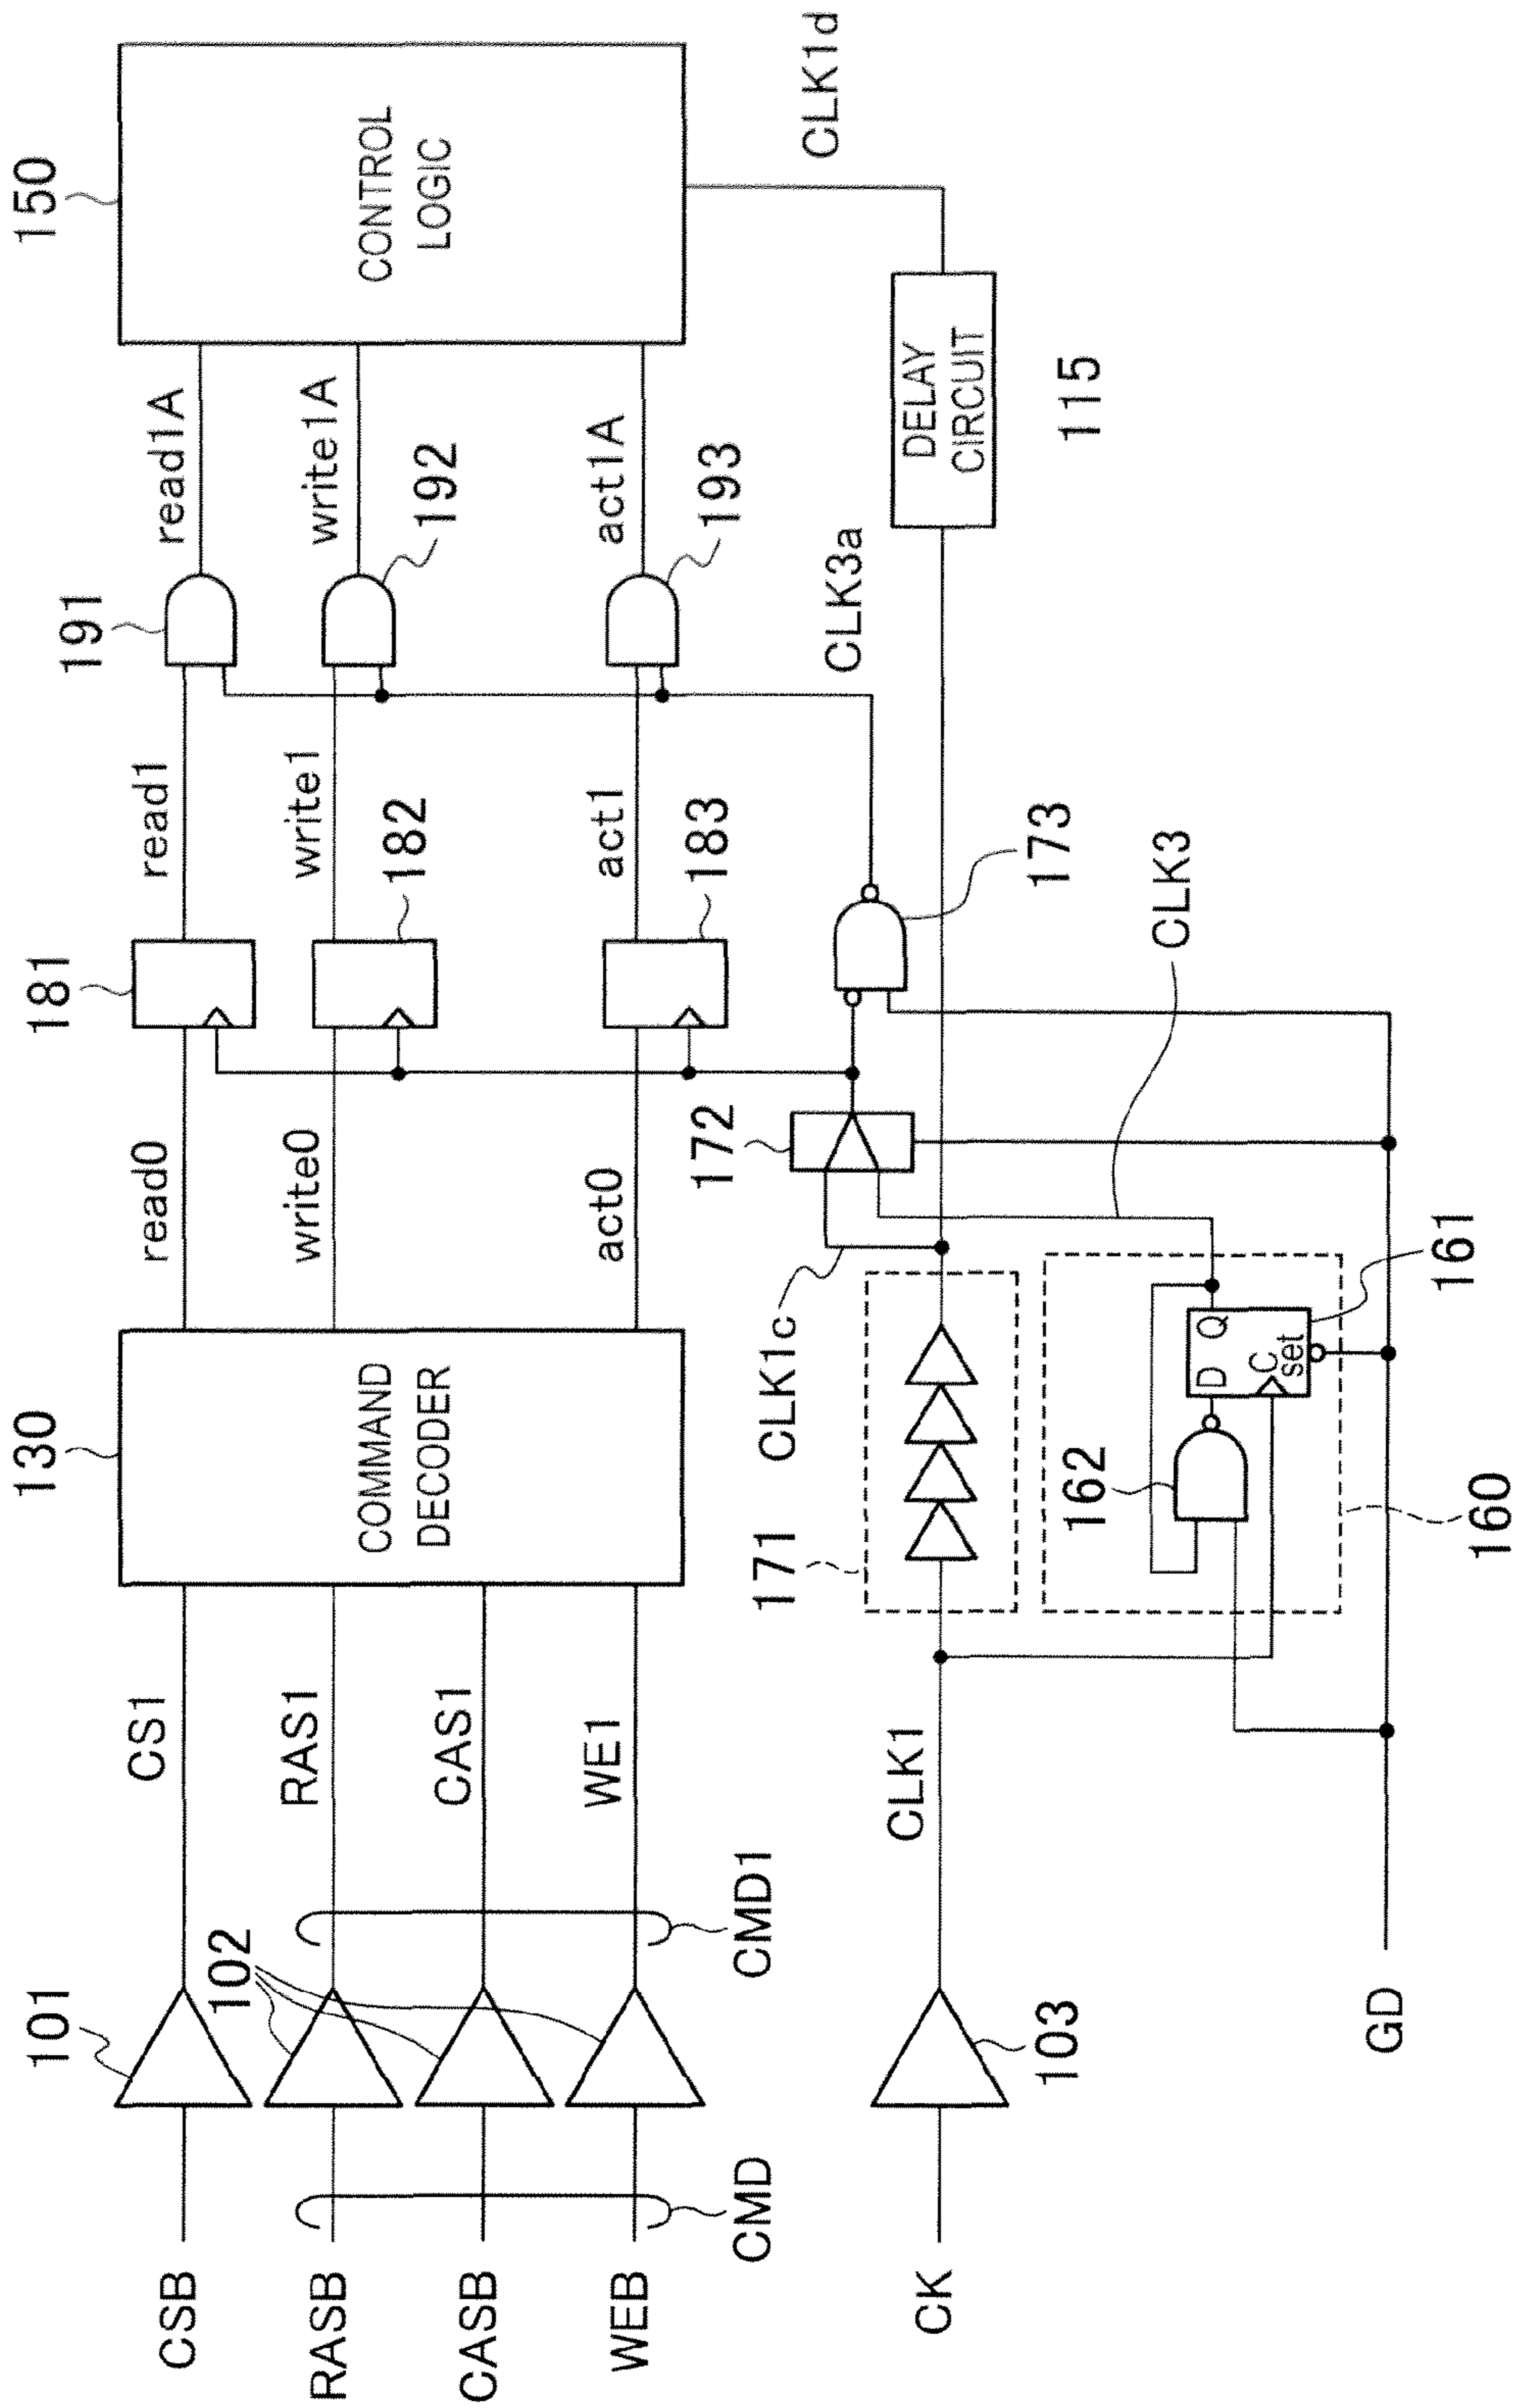 CSB
RASB
CASB
WEB
CK
GD
CMD
101
102
103
CMD1
CS1
RAS1
CAS1
WE1
CLK1
130
COMMAND
DECODER
171
CLK1c
160
162
161
D
Q
C
set
read0
write0
act0
172
CLK3
181
182
183
173
read1
write1
act1
CLK3a
191
192
193
read1A
write1A
act1A
DELAY
CIRCUIT
115
CLK1d
150
CONTROL
LOGIC